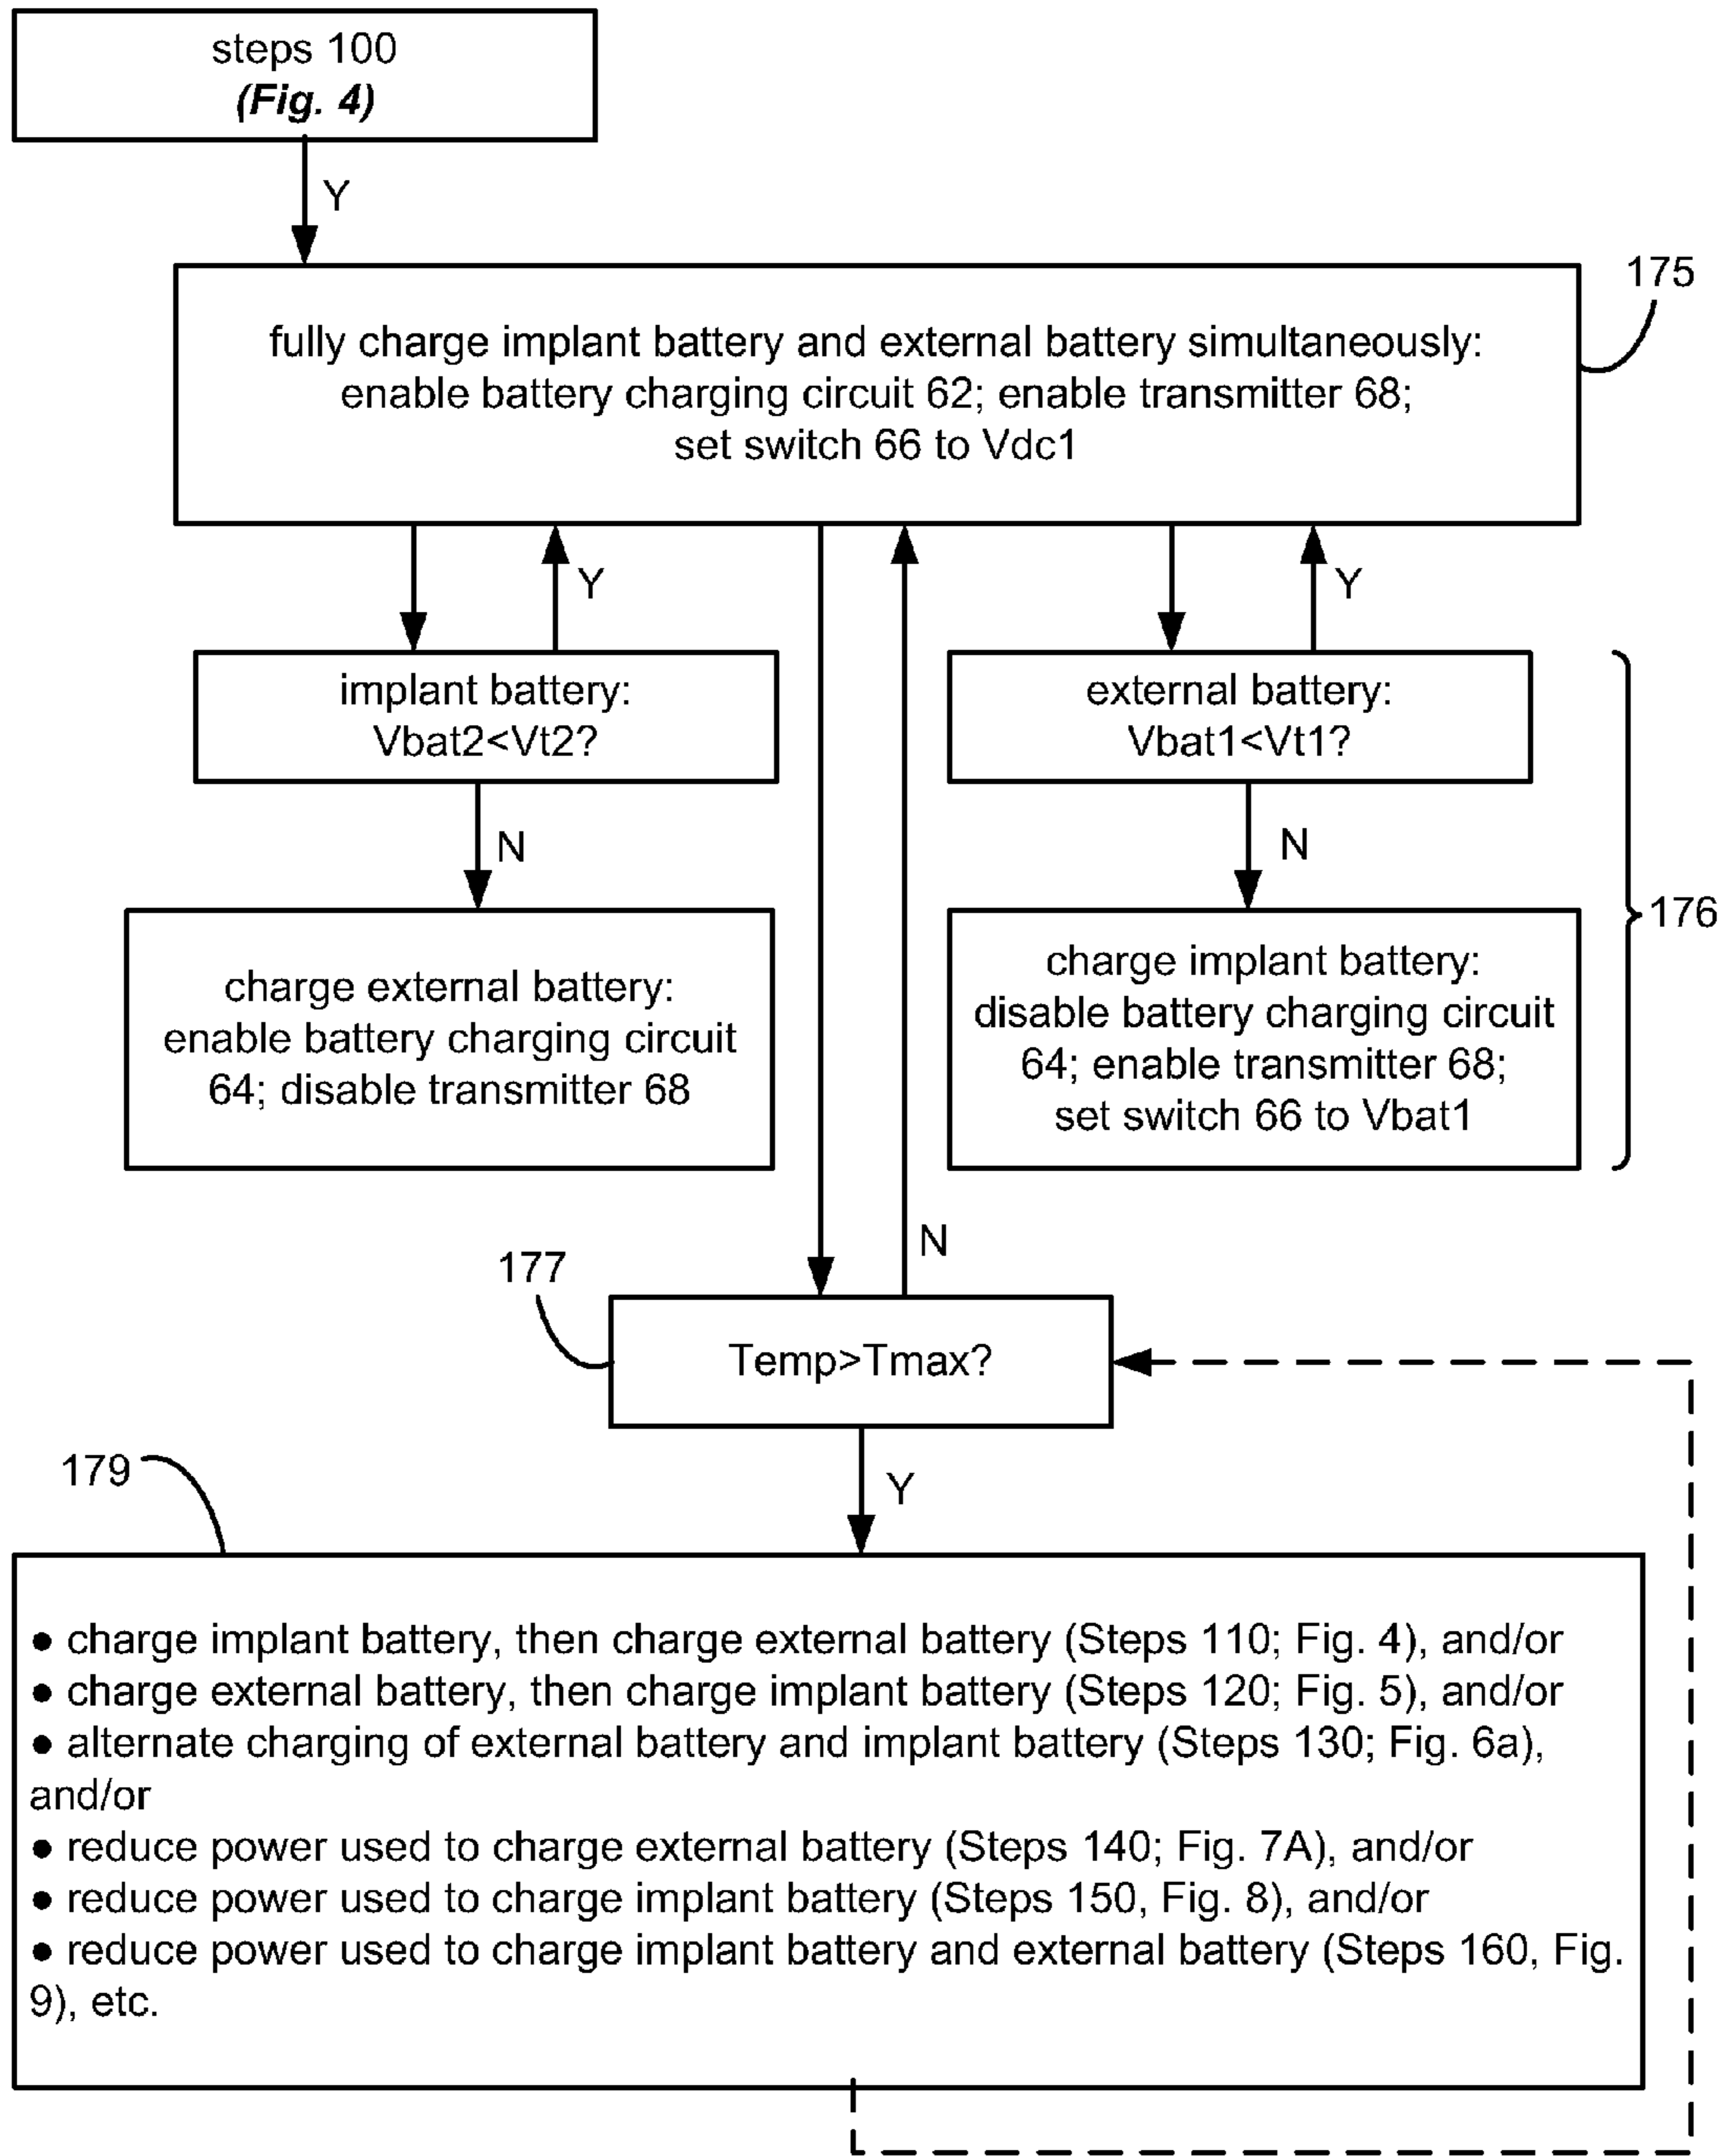 steps 100
(Fig. 4)
Y
175
fully charge implant battery and external battery simultaneously:
enable battery charging circuit 62; enable transmitter 68;
set switch 66 to Vdc1
Y
Y
implant battery:
Vbat2<Vt2?
external battery:
Vbat1<Vt1?
N
N
176
charge external battery:
enable battery charging circuit
64; disable transmitter 68
charge implant battery:
disable battery charging circuit
64; enable transmitter 68;
set switch 66 to Vbat1
N
177
Temp>Tmax?
Y
179
● charge implant battery, then charge external battery (Steps 110; Fig. 4), and/or
● charge external battery, then charge implant battery (Steps 120; Fig. 5), and/or
● alternate charging of external battery and implant battery (Steps 130; Fig. 6a),
and/or
● reduce power used to charge external battery (Steps 140; Fig. 7A), and/or
● reduce power used to charge implant battery (Steps 150, Fig. 8), and/or
● reduce power used to charge implant battery and external battery (Steps 160, Fig.
9), etc.